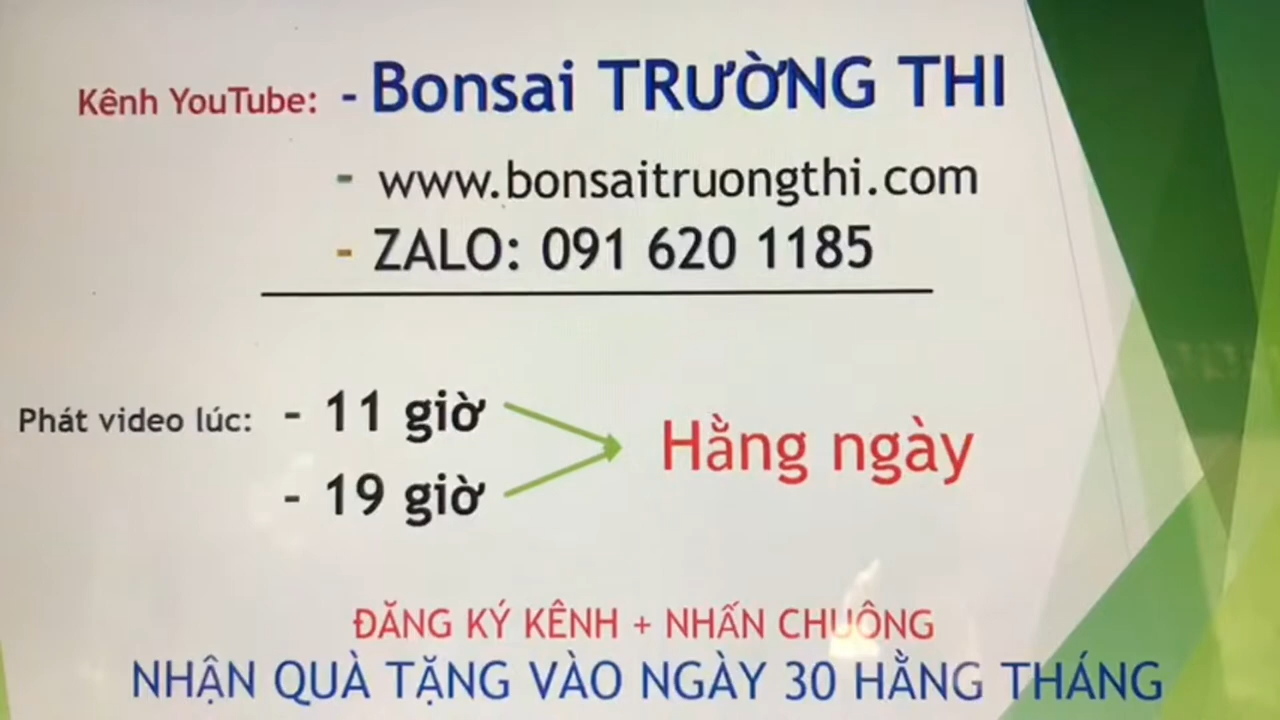 Kênh YouTube: - Bonsai TRƯỜNG THI
- www.bonsaitruongthi.com
- ZALO: 091 620 1185
Phát video lúc: - 11 giờ
- 19 giờ
Hằng ngày
ĐĂNG KÝ KÊNH + NHẤN CHUÔNG
NHẬN QUÀ TẶNG VÀO NGÀY 30 HẰNG THÁNG